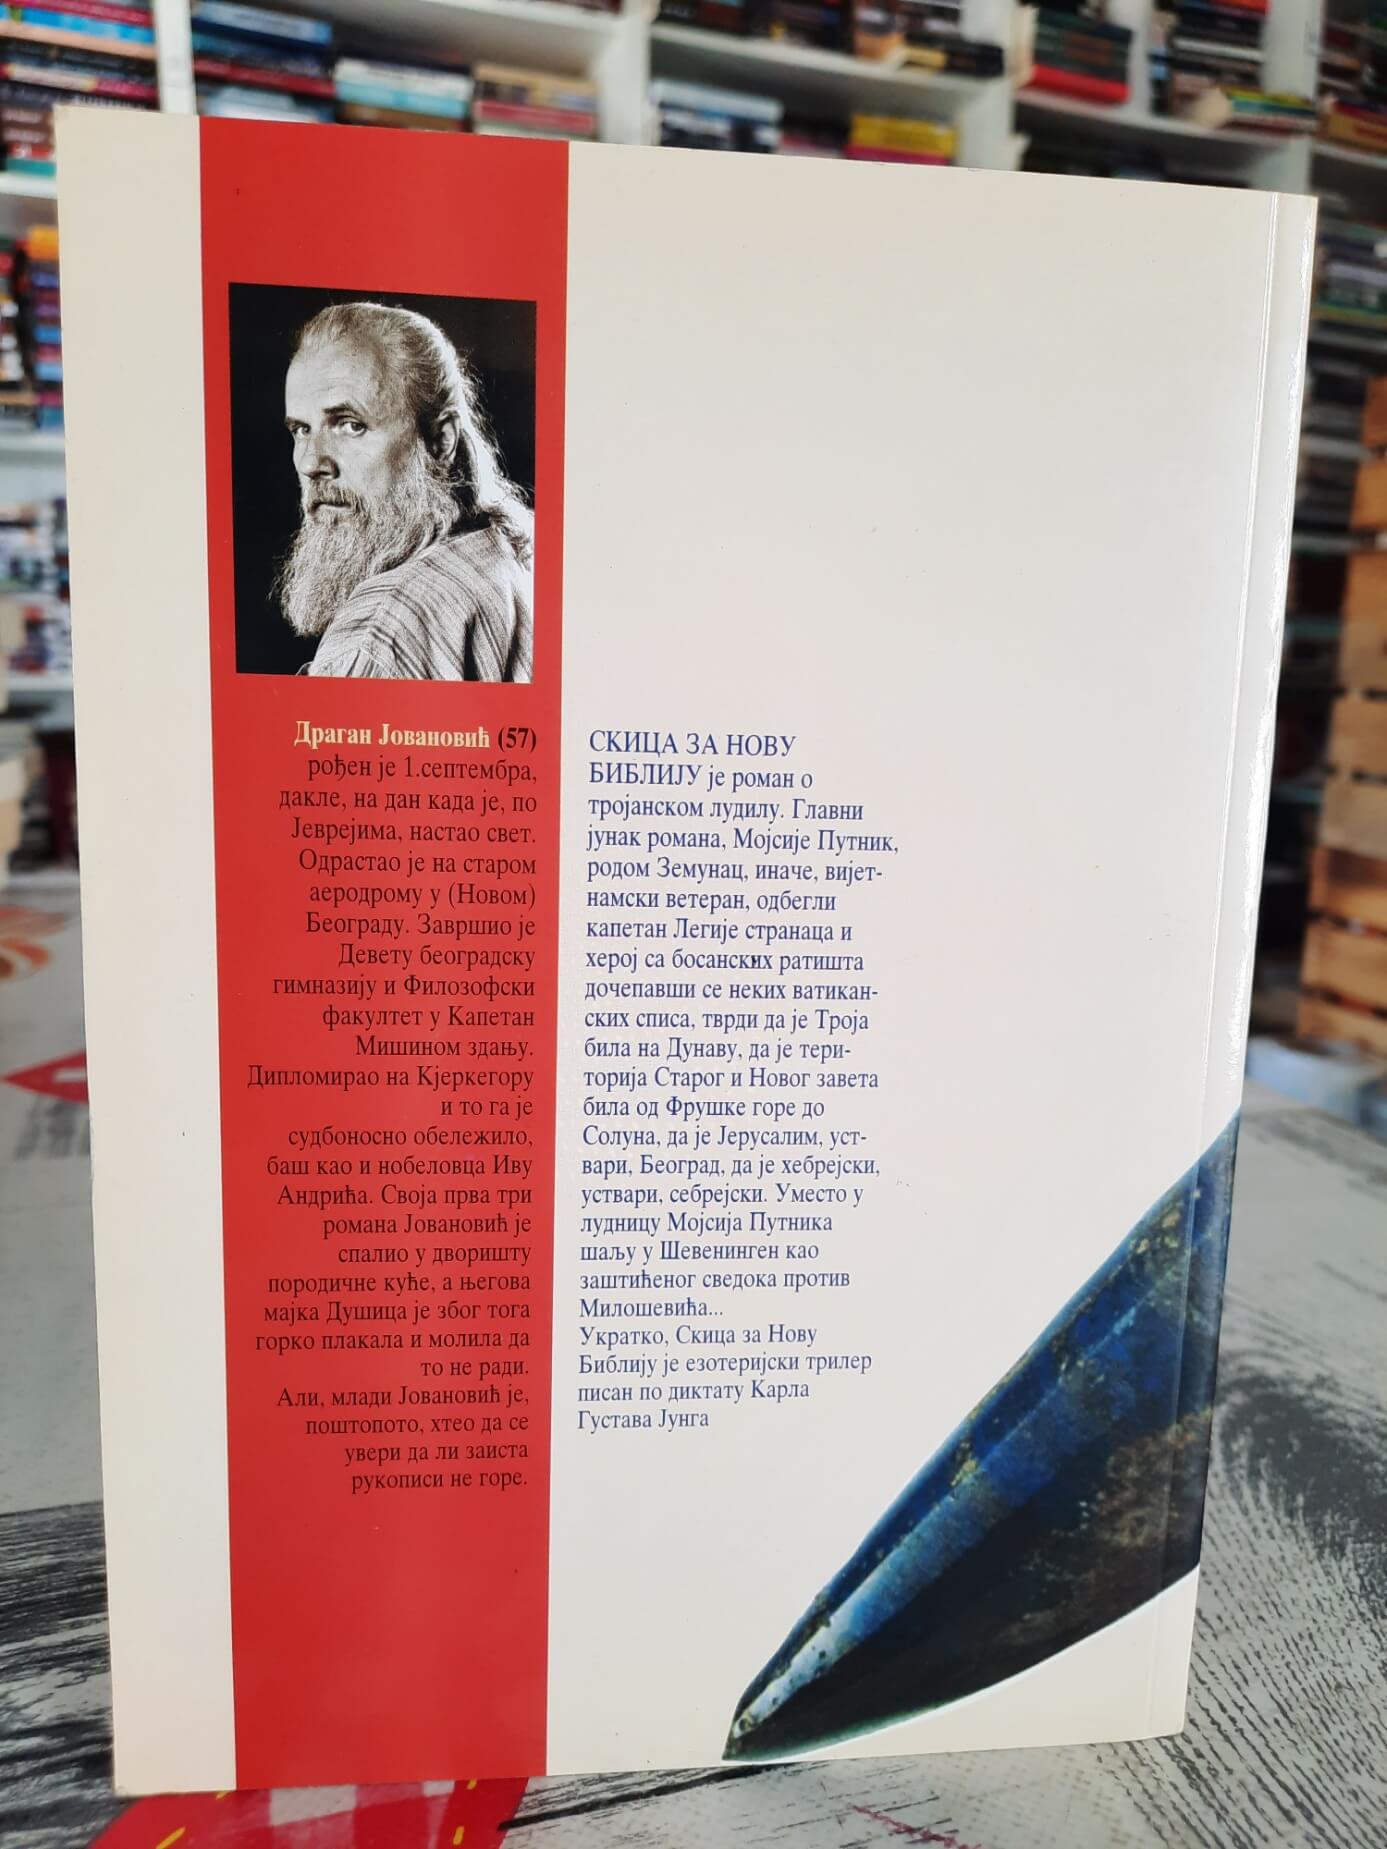 Драган Јовановић (57)
рођен је 1.септембра,
дакле, на дан када је, по
Јеврејима, настао свет.
Одрастао је на старом
аеродрому у (Новом)
Београду. Завршио је
Девету београдску
гимназију и Филозофски
факултет у Капетан
Мишином здању.
Дипломирао на Кјеркегору
и то га је
судбоносно обележило,
баш као и нобеловца Иву
Андрића. Своја прва три
романа Јовановић је
спалио у дворишту
породичне куће, а његова
мајка Душица је због тога
горко плакала и молила да
то не ради.
Али, млади Јовановић је,
поштопото, хтео да се
увери да ли заиста
рукописи не горе.
СКИЦА ЗА НОВУ
БИБЛИЈУ је роман о
тројанском лудилу. Главни
јунак романа, Мојсије Путник,
родом Земунац, иначе, вијет-
намски ветеран, одбегли
капетан Легије странаца и
херој са босанских ратишта
дочепавши се неких ватикан-
ских списа, тврди да је Троја
била на Дунаву, да је тери-
торија Старог и Новог завета
била од Фрушке горе до
Солуна, да је Јерусалим, уст-
вари, Београд, да је хебрејски,
уствари, себрејски. Уместо у
лудницу Мојсија Путника
шаљу у Шевенинген као
заштићеног сведока против
Милошевића...
Укратко, Скица за Нову
Библију је езотеријски трилер
писан по диктату Карла
Густава Јунга